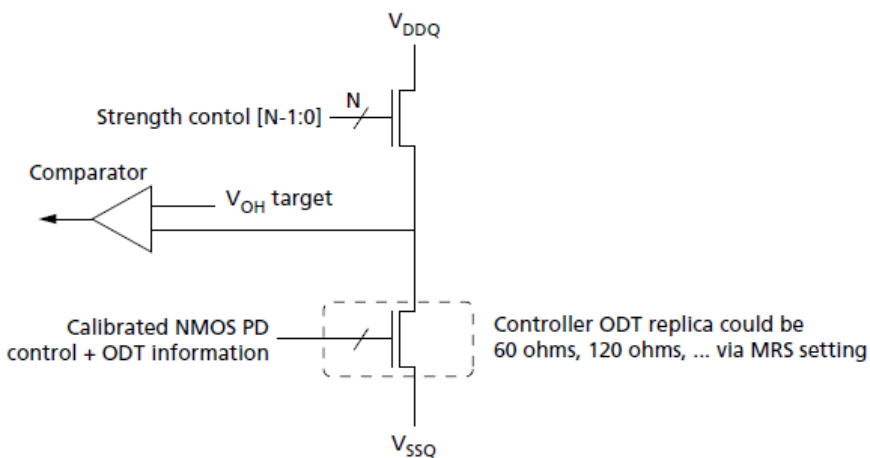 VDDQ
N
Strength contol [N-1:0]
Comparator
VOH target
Calibrated NMOS PD
control + ODT information
Controller ODT replica could be
60 ohms, 120 ohms, ... via MRS setting
VSSQ